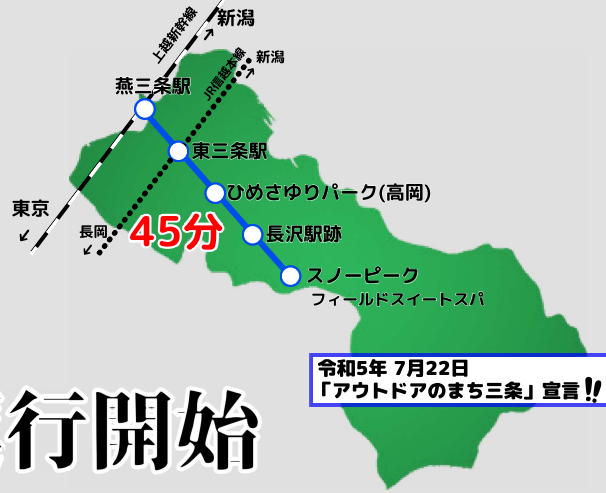 上越新幹線
新潟
↗
JR信越本線
新潟
↗
燕三条駅
東三条駅
ひめさゆりパーク(高岡)
東京
↙
長岡
↙
45分
長沢駅跡
スノーピーク
フィールドスイートスパ
令和5年 7月22日
「アウトドアのまち三条」宣言!!
行開始